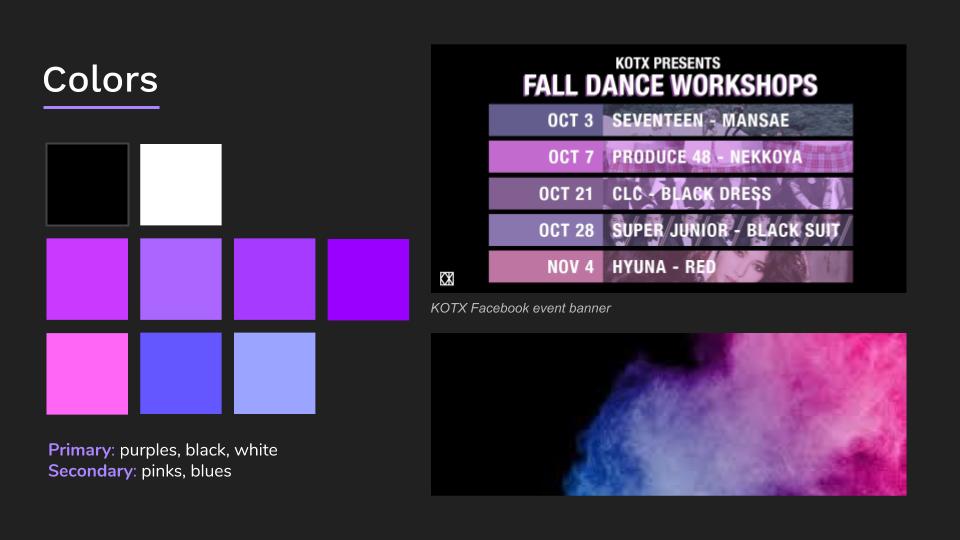 Colors
Primary: purples, black, white
Secondary: pinks, blues
KOTX PRESENTS
FALL DANCE WORKSHOPS
OCT 3 SEVENTEEN - MANSAE
OCT 7 PRODUCE 48 - NEKKOYA
OCT 21 CLC - BLACK DRESS
OCT 28 SUPER JUNIOR - BLACK SUIT
NOV 4 HYUNA - RED
KOTX Facebook event banner